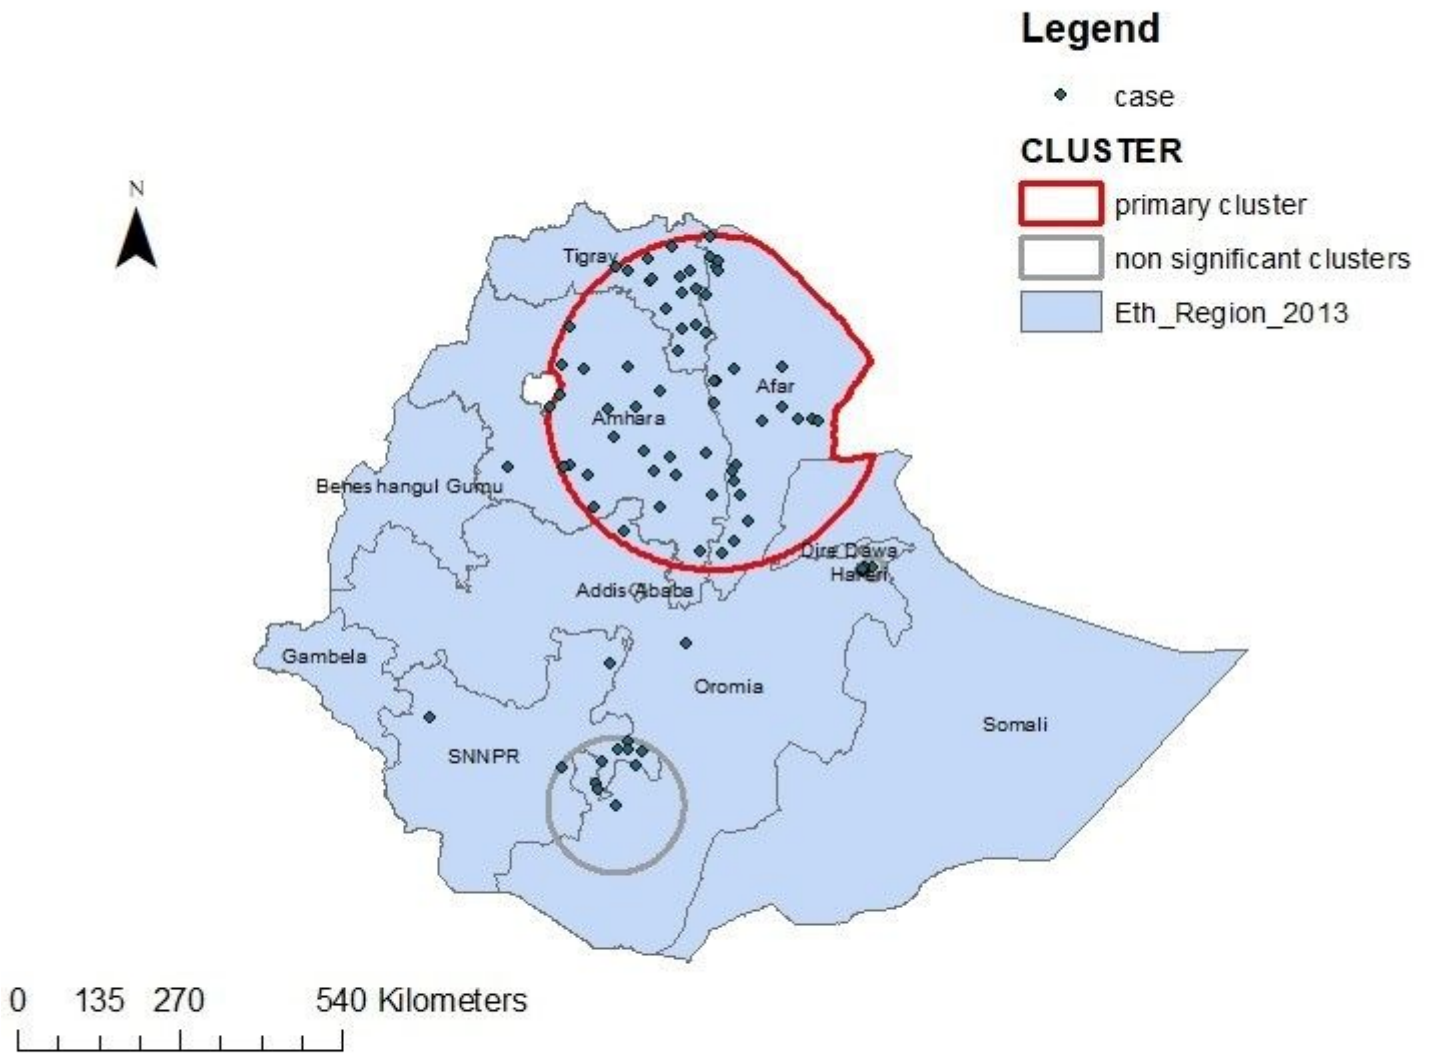 Legend
case
CLUSTER
primary cluster
non significant clusters
Eth_Region_2013
N
Tigray
Afar
Amhara
Beneshangul Gumu
Dire Dawa
Hareri
Addis Ababa
Gambela
Oromia
Somali
SNNPR
0 135 270 540 Kilometers